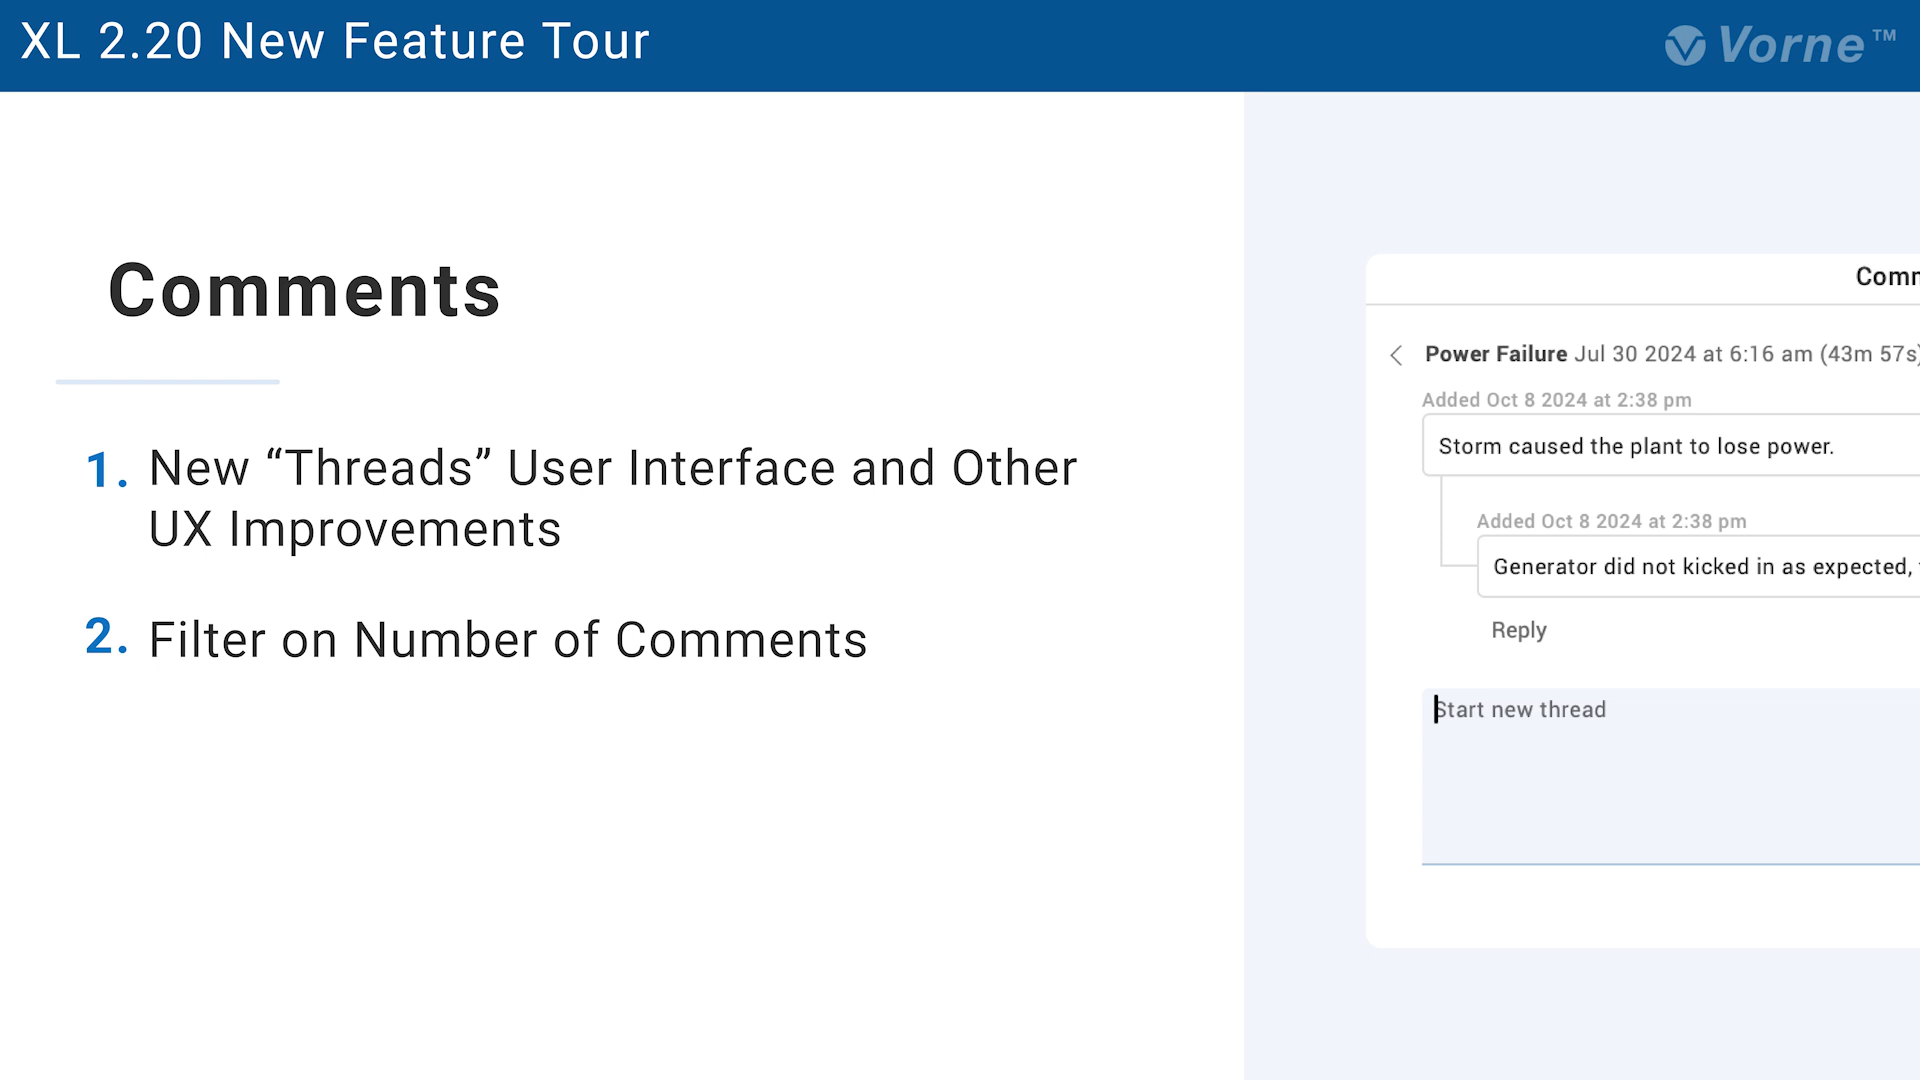 XL 2.20 New Feature Tour
Vorne™
Comments
1. New “Threads” User Interface and Other
UX Improvements
2. Filter on Number of Comments
Power Failure Jul 30 2024 at 6:16 am (43m 57s)
Added Oct 8 2024 at 2:38 pm
Storm caused the plant to lose power.
Added Oct 8 2024 at 2:38 pm
Generator did not kicked in as expected,
Reply
Start new thread